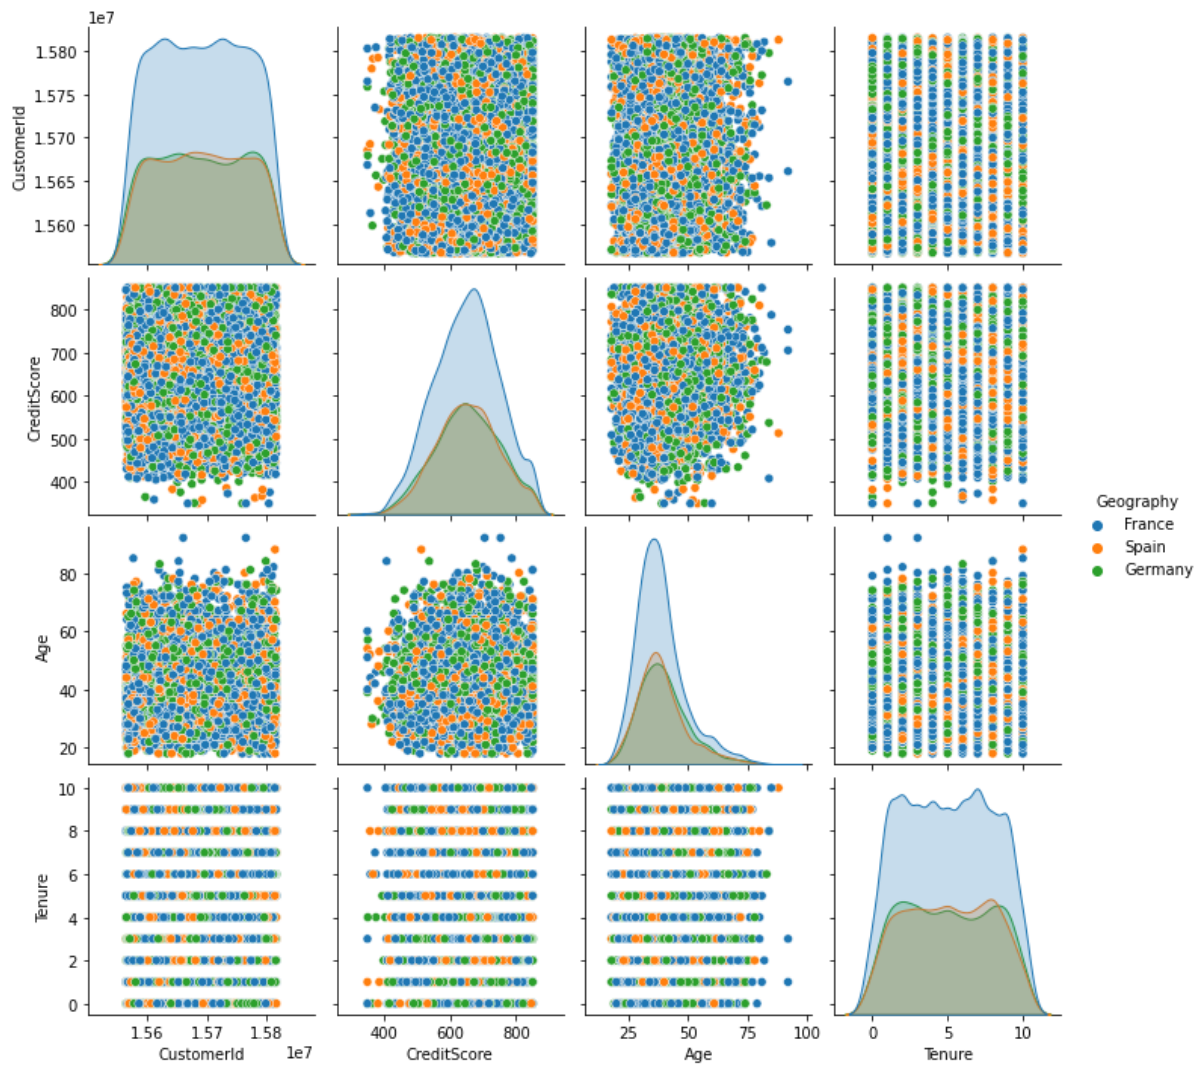 1e7
1.580
1.575
1.570
1.565
1.560
CustomerId
800
700
600
500
400
CreditScore
Geography
France
Spain
Germany
80
60
40
20
Age
10
8
6
4
2
0
Tenure
1.56 1.57 1.58
CustomerId 1e7
400 600 800
CreditScore
25 50 75 100
Age
0 5 10
Tenure